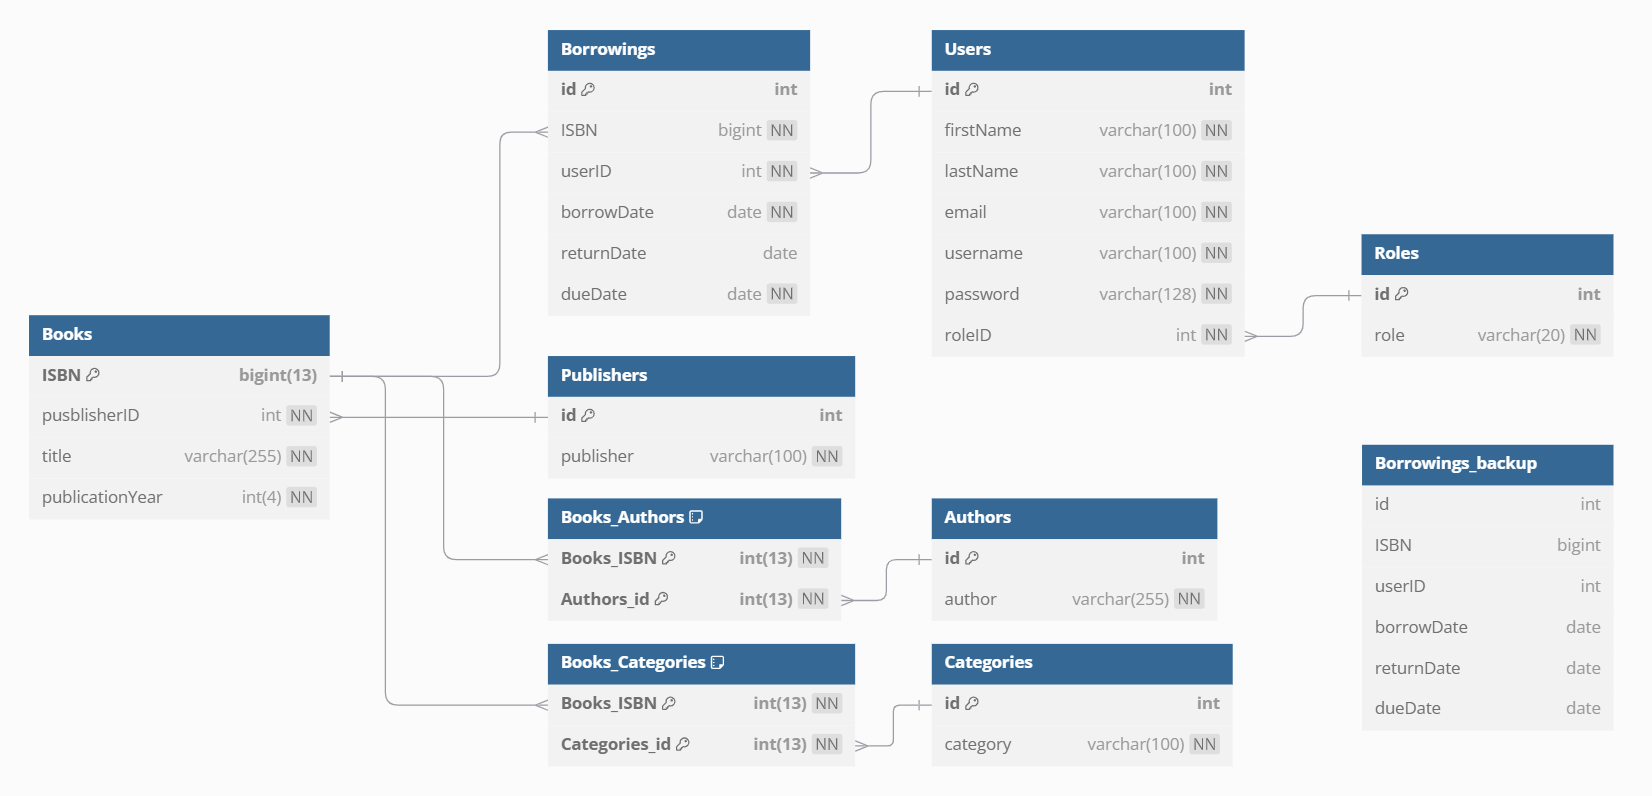 Borrowings
id int
ISBN bigint NN
userID int NN
borrowDate date NN
returnDate date
dueDate date NN
Users
id int
firstName varchar(100) NN
lastName varchar(100) NN
email varchar(100) NN
username varchar(100) NN
password varchar(128) NN
roleID int NN
Roles
id int
role varchar(20) NN
Books
ISBN bigint(13)
pusblisherID int NN
title varchar(255) NN
publicationYear int(4) NN
Publishers
id int
publisher varchar(100) NN
Books_Authors
Books_ISBN int(13) NN
Authors_id int(13) NN
Authors
id int
author varchar(255) NN
Books_Categories
Books_ISBN int(13) NN
Categories_id int(13) NN
Categories
id int
category varchar(100) NN
Borrowings_backup
id int
ISBN bigint
userID int
borrowDate date
returnDate date
dueDate date